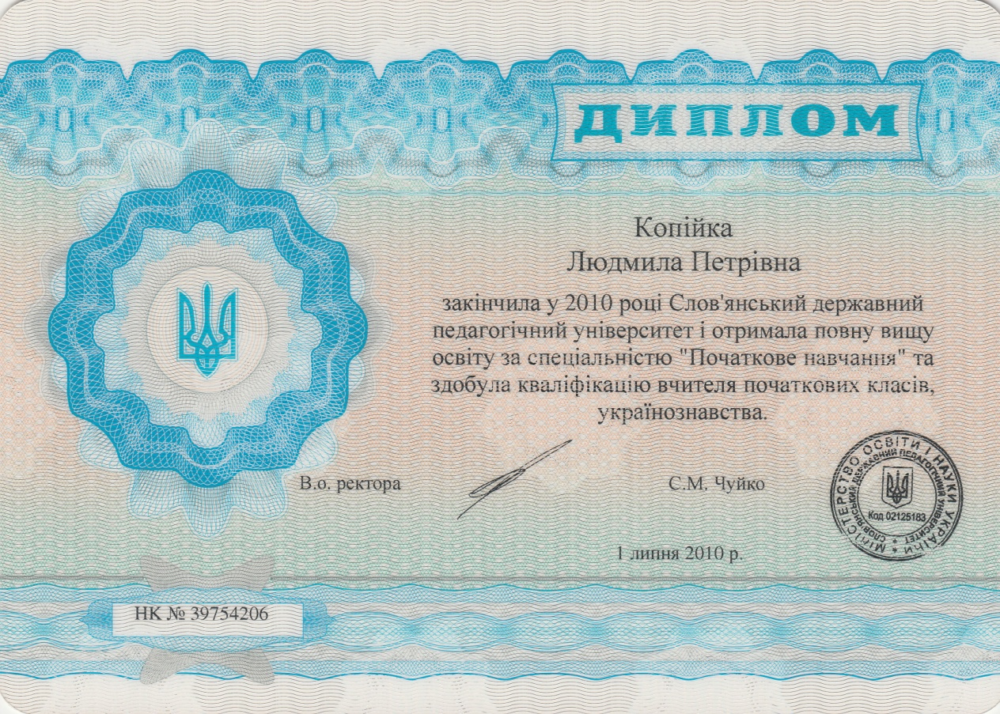 ДИПЛОМ
Копійка
Людмила Петрівна
закінчила у 2010 році Слов'янський державний
педагогічний університет і отримала повну вищу
освіту за спеціальністю "Початкове навчання" та
здобула кваліфікацію вчителя початкових класів,
українознавства.
В.о. ректора
С.М. Чуйко
МІНІСТЕРСТВО ОСВІТИ І НАУКИ УКРАЇНИ *
СЛОВ'ЯНСЬКИЙ ДЕРЖАВНИЙ ПЕДАГОГІЧНИЙ УНІВЕРСИТЕТ *
Код 02125183
1 липня 2010 р.
НК № 39754206